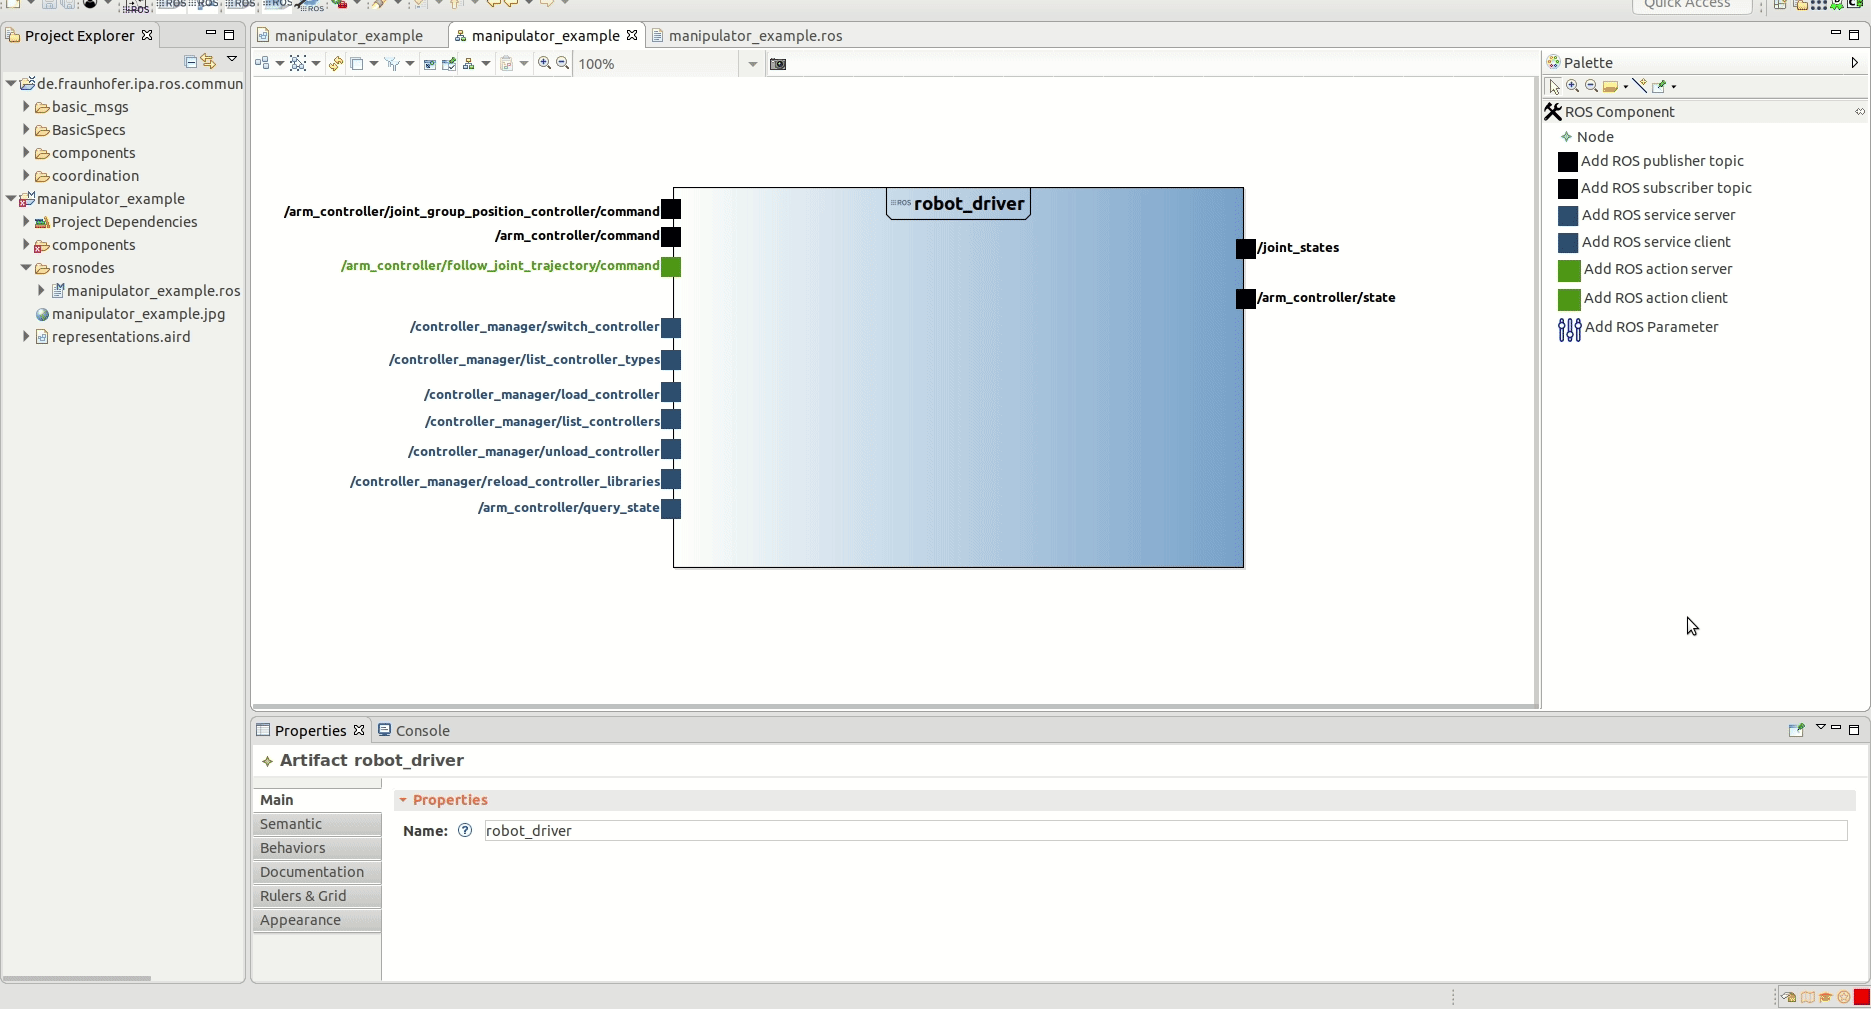 Quick Access
Project Explorer
manipulator_example
manipulator_example
manipulator_example.ros
100%
Palette
ROS Component
Node
Add ROS publisher topic
Add ROS subscriber topic
Add ROS service server
Add ROS service client
Add ROS action server
Add ROS action client
Add ROS Parameter
de.fraunhofer.ipa.ros.commun
basic_msgs
BasicSpecs
components
coordination
manipulator_example
Project Dependencies
components
rosnodes
manipulator_example.ros
manipulator_example.jpg
representations.aird
ROS robot_driver
/arm_controller/joint_group_position_controller/command
/arm_controller/command
/arm_controller/follow_joint_trajectory/command
/controller_manager/switch_controller
/controller_manager/list_controller_types
/controller_manager/load_controller
/controller_manager/list_controllers
/controller_manager/unload_controller
/controller_manager/reload_controller_libraries
/arm_controller/query_state
/joint_states
/arm_controller/state
Properties
Console
Artifact robot_driver
Main
Semantic
Behaviors
Documentation
Rulers & Grid
Appearance
Properties
Name: robot_driver